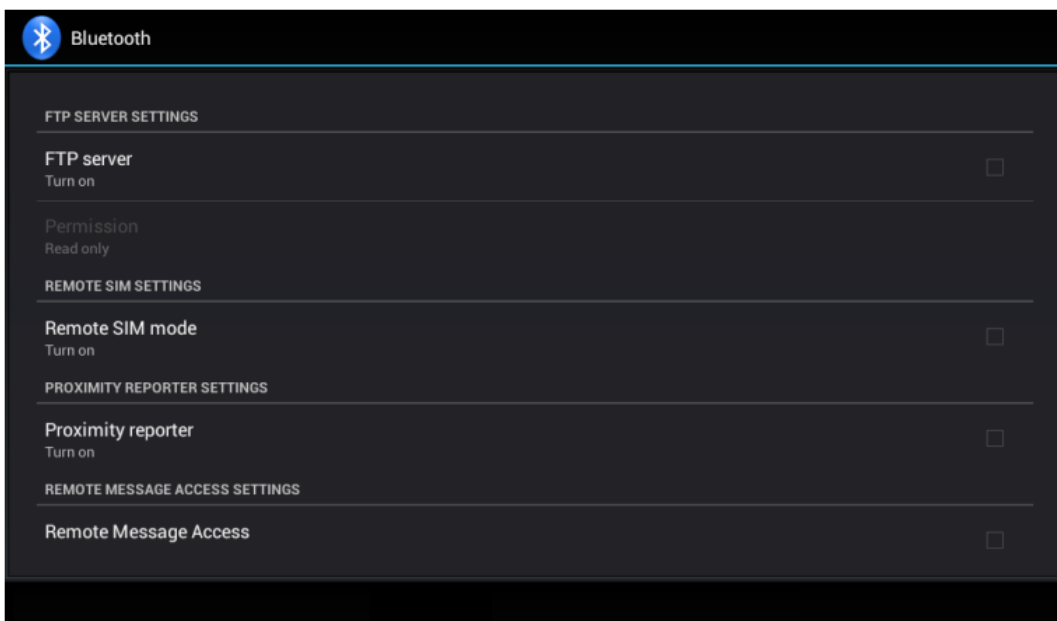 Bluetooth
FTP SERVER SETTINGS
FTP server
Turn on
Permission
Read only
REMOTE SIM SETTINGS
Remote SIM mode
Turn on
PROXIMITY REPORTER SETTINGS
Proximity reporter
Turn on
REMOTE MESSAGE ACCESS SETTINGS
Remote Message Access